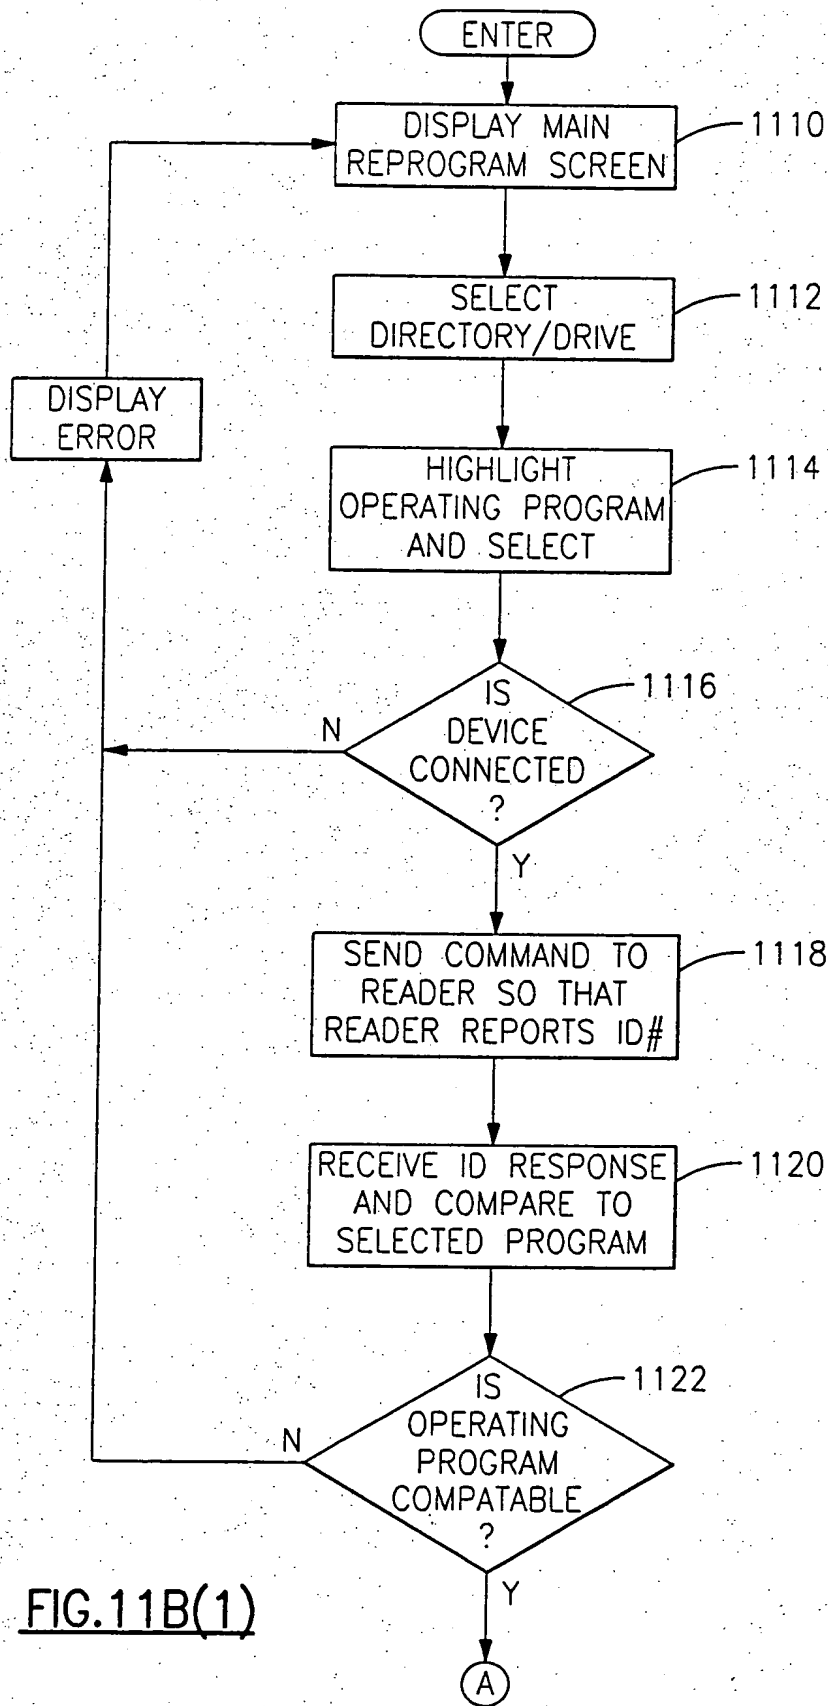 ENTER
DISPLAY MAIN
REPROGRAM SCREEN
1110
SELECT
DIRECTORY/DRIVE
1112
DISPLAY
ERROR
HIGHLIGHT
OPERATING PROGRAM
AND SELECT
1114
IS
DEVICE
CONNECTED
?
1116
N
Y
SEND COMMAND TO
READER SO THAT
READER REPORTS ID#
1118
RECEIVE ID RESPONSE
AND COMPARE TO
SELECTED PROGRAM
1120
IS
OPERATING
PROGRAM
COMPATABLE
?
1122
N
Y
FIG.11B(1)
A